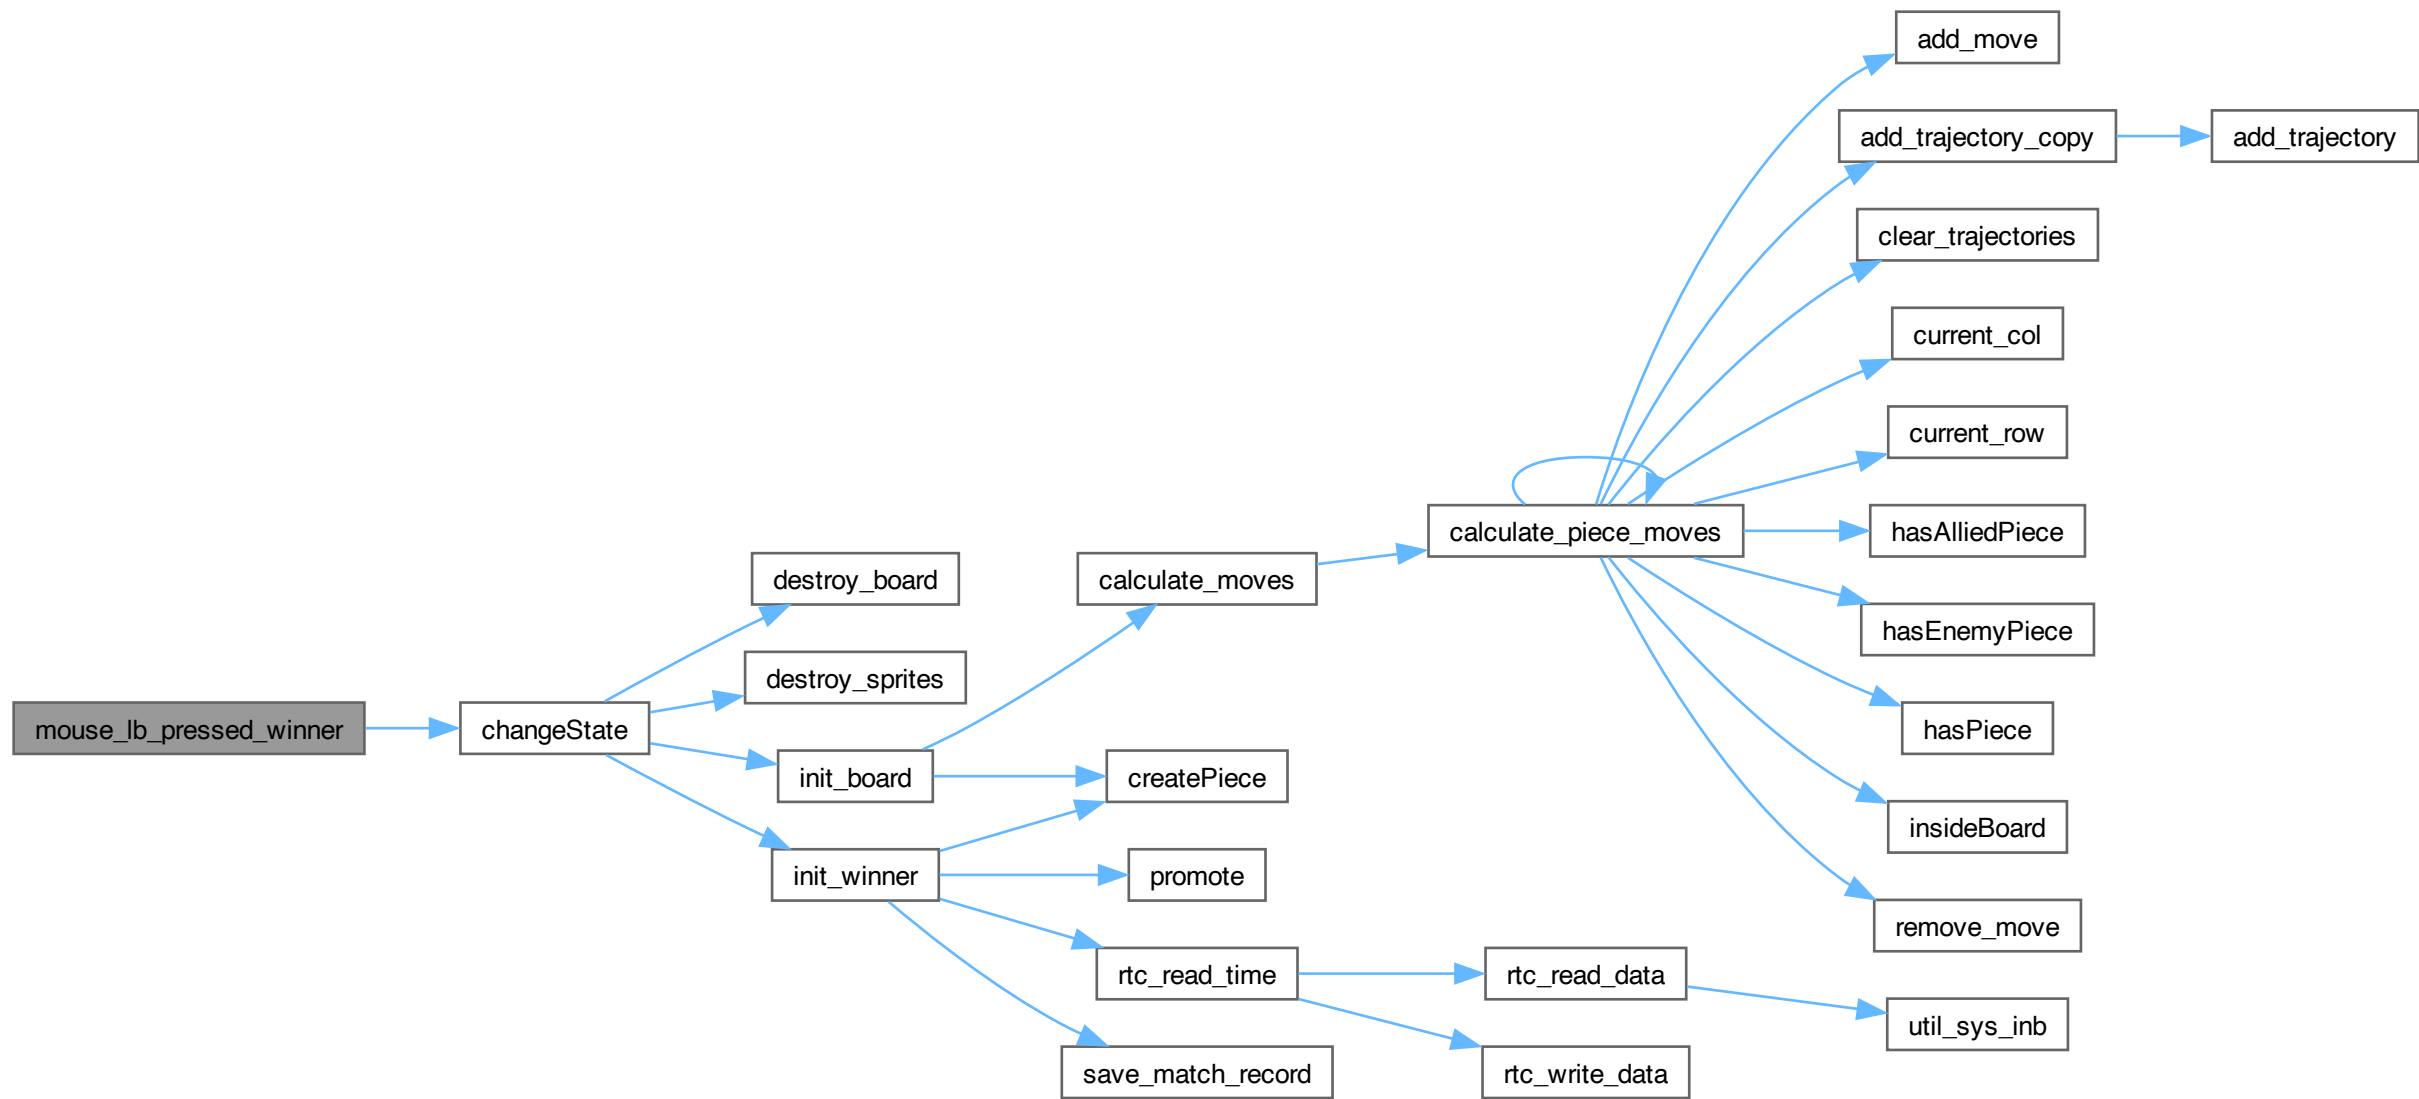 add_move
add_trajectory_copy
add_trajectory
clear_trajectories
current_col
current_row
calculate_piece_moves
hasAlliedPiece
destroy_board
calculate_moves
hasEnemyPiece
destroy_sprites
mouse_lb_pressed_winner
changeState
hasPiece
init_board
createPiece
insideBoard
init_winner
promote
remove_move
rtc_read_time
rtc_read_data
util_sys_inb
save_match_record
rtc_write_data